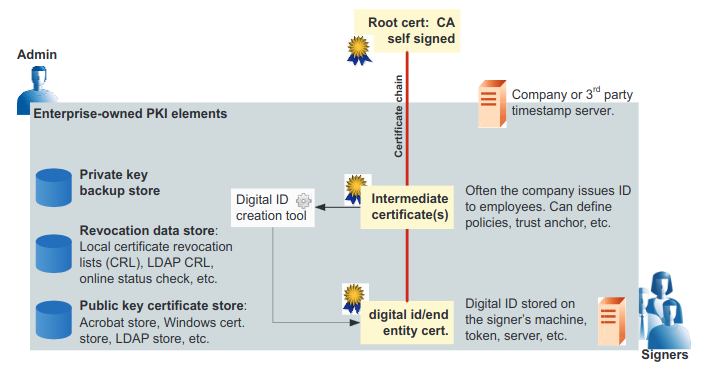 Root cert:  CA
self signed
Admin
Certificate chain
Company or 3rd party
timestamp server.
Enterprise-owned PKI elements
Private key
backup store
Digital ID
creation tool
Intermediate
certificate(s)
Often the company issues ID
to employees. Can define
policies, trust anchor, etc.
Revocation data store:
Local certificate revocation
lists (CRL), LDAP CRL,
online status check, etc.
Public key certificate store:
Acrobat store, Windows cert.
store, LDAP store, etc.
digital id/end
entity cert.
Digital ID stored on
the signer's machine,
token, server, etc.
Signers